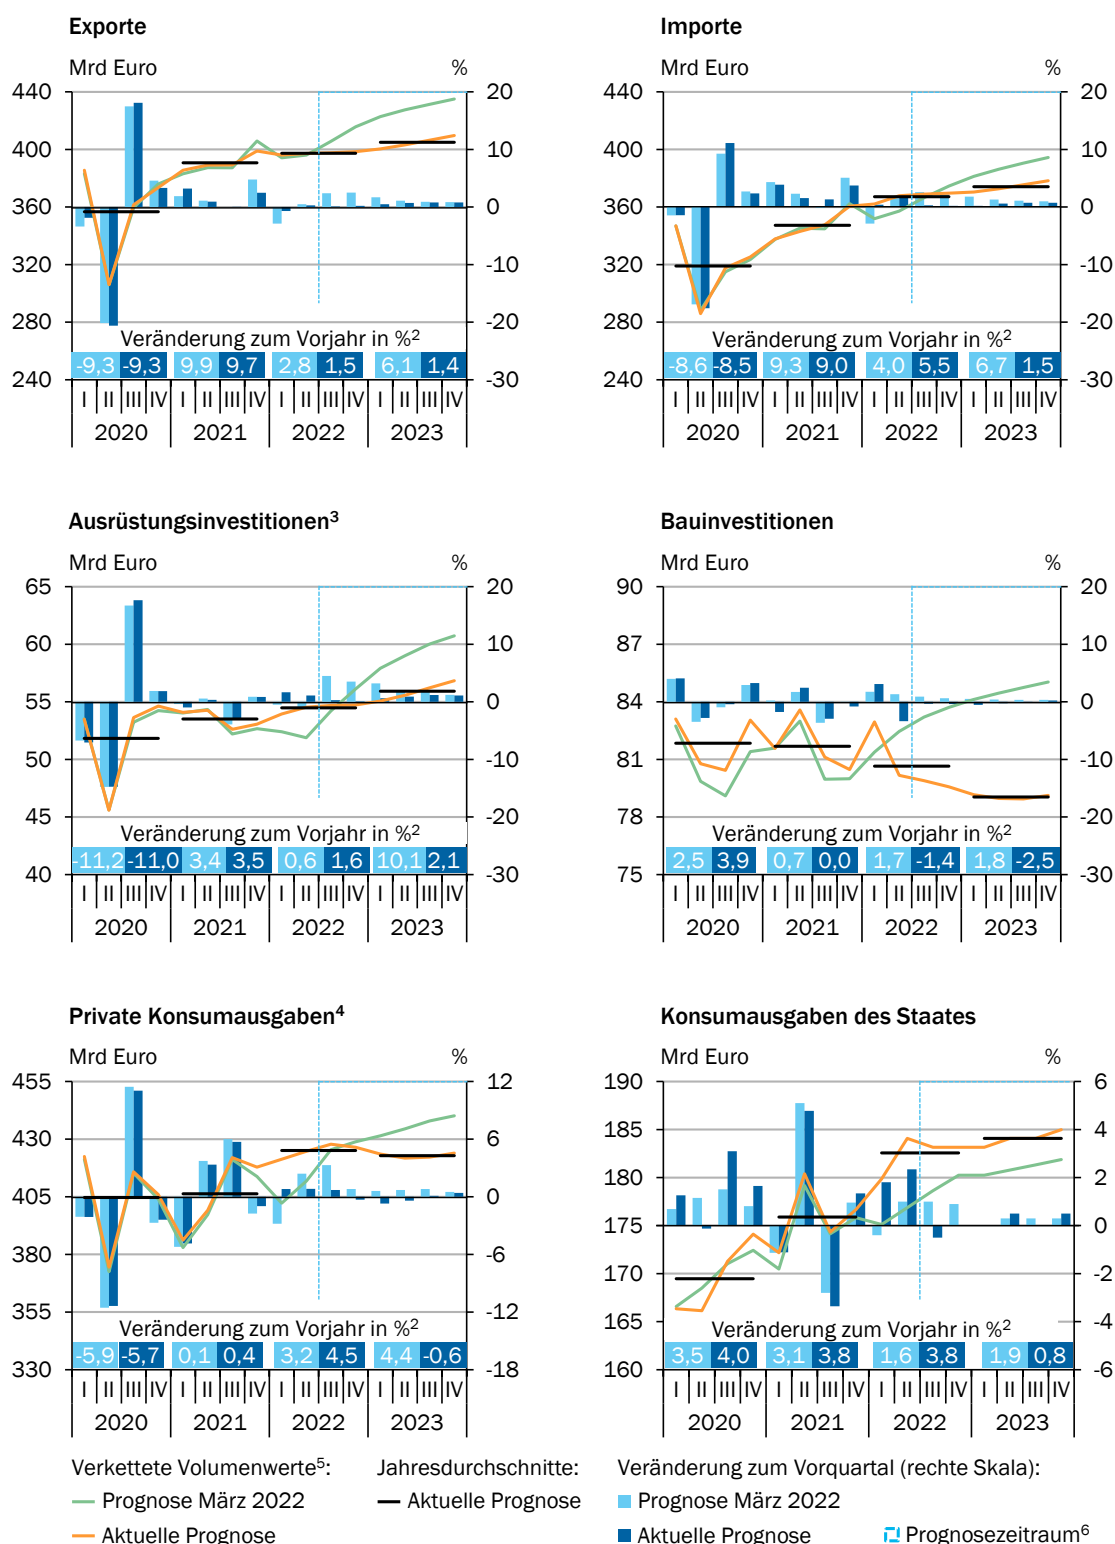 Exporte
Mrd Euro %
440 20
400 10
360 0
320 -10
280 -20
Veränderung zum Vorjahr in %²
-9,3 -9,3 9,9 9,7 2,8 1,5 6,1 1,4
240 -30
I II III IV I II III IV I II III IV I II III IV
2020 2021 2022 2023
Importe
Mrd Euro %
440 20
400 10
360 0
320 -10
280 -20
Veränderung zum Vorjahr in %²
-8,6 -8,5 9,3 9,0 4,0 5,5 6,7 1,5
240 -30
I II III IV I II III IV I II III IV I II III IV
2020 2021 2022 2023
Ausrüstungsinvestitionen³
Mrd Euro %
65 20
60 10
55 0
50 -10
45 -20
Veränderung zum Vorjahr in %²
-11,2 -11,0 3,4 3,5 0,6 1,6 10,1 2,1
40 -30
I II III IV I II III IV I II III IV I II III IV
2020 2021 2022 2023
Bauinvestitionen
Mrd Euro %
90 20
87 10
84 0
81 -10
78 -20
Veränderung zum Vorjahr in %²
2,5 3,9 0,7 0,0 1,7 -1,4 1,8 -2,5
75 -30
I II III IV I II III IV I II III IV I II III IV
2020 2021 2022 2023
Private Konsumausgaben⁴
Mrd Euro %
455 12
430 6
405 0
380 -6
355 -12
Veränderung zum Vorjahr in %²
-5,9 -5,7 0,1 0,4 3,2 4,5 4,4 -0,6
330 -18
I II III IV I II III IV I II III IV I II III IV
2020 2021 2022 2023
Konsumausgaben des Staates
Mrd Euro %
190 6
185 4
180 2
175 0
170 -2
165 -4
Veränderung zum Vorjahr in %²
3,5 4,0 3,1 3,8 1,6 3,8 1,9 0,8
160 -6
I II III IV I II III IV I II III IV I II III IV
2020 2021 2022 2023
Verkettete Volumenwerte⁵: Jahresdurchschnitte: Veränderung zum Vorquartal (rechte Skala):
Prognose März 2022 Aktuelle Prognose Prognose März 2022
Aktuelle Prognose Aktuelle Prognose Prognosezeitraum⁶